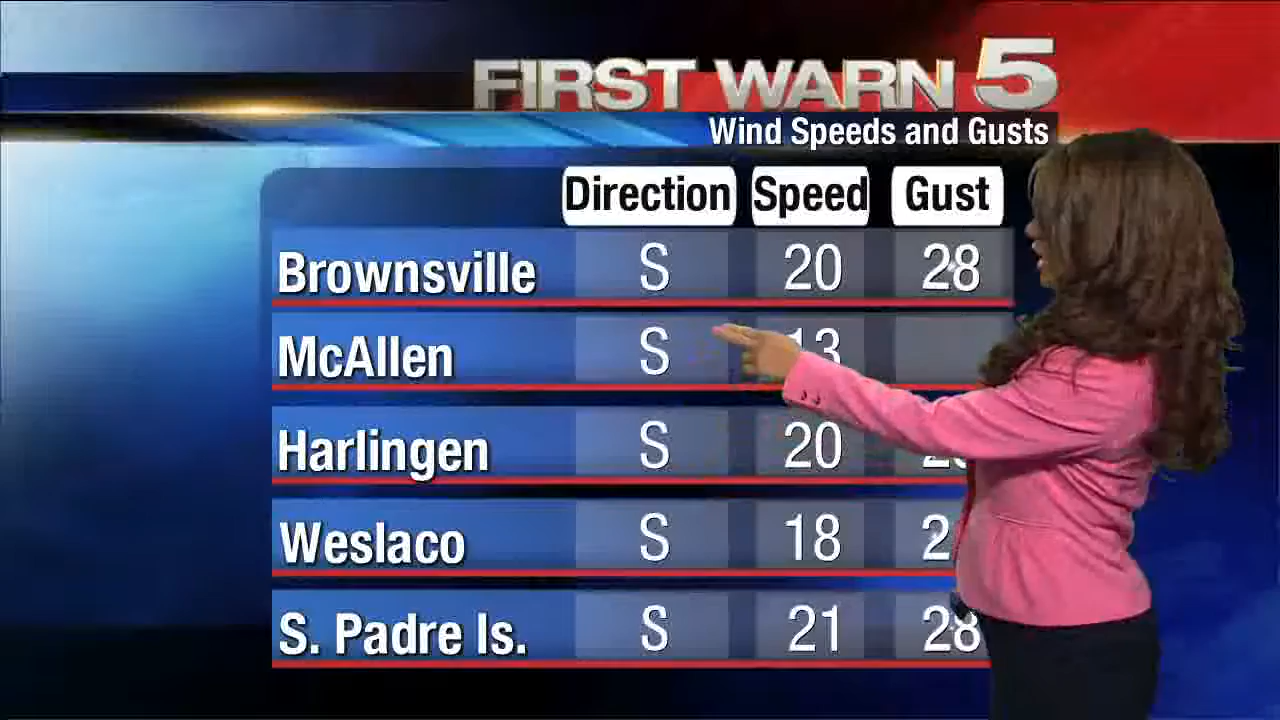 FIRST WARN 5
Wind Speeds and Gusts
Direction Speed Gust
Brownsville S 20 28
McAllen S 13
Harlingen S 20
Weslaco S 18
S. Padre Is. S 21 28